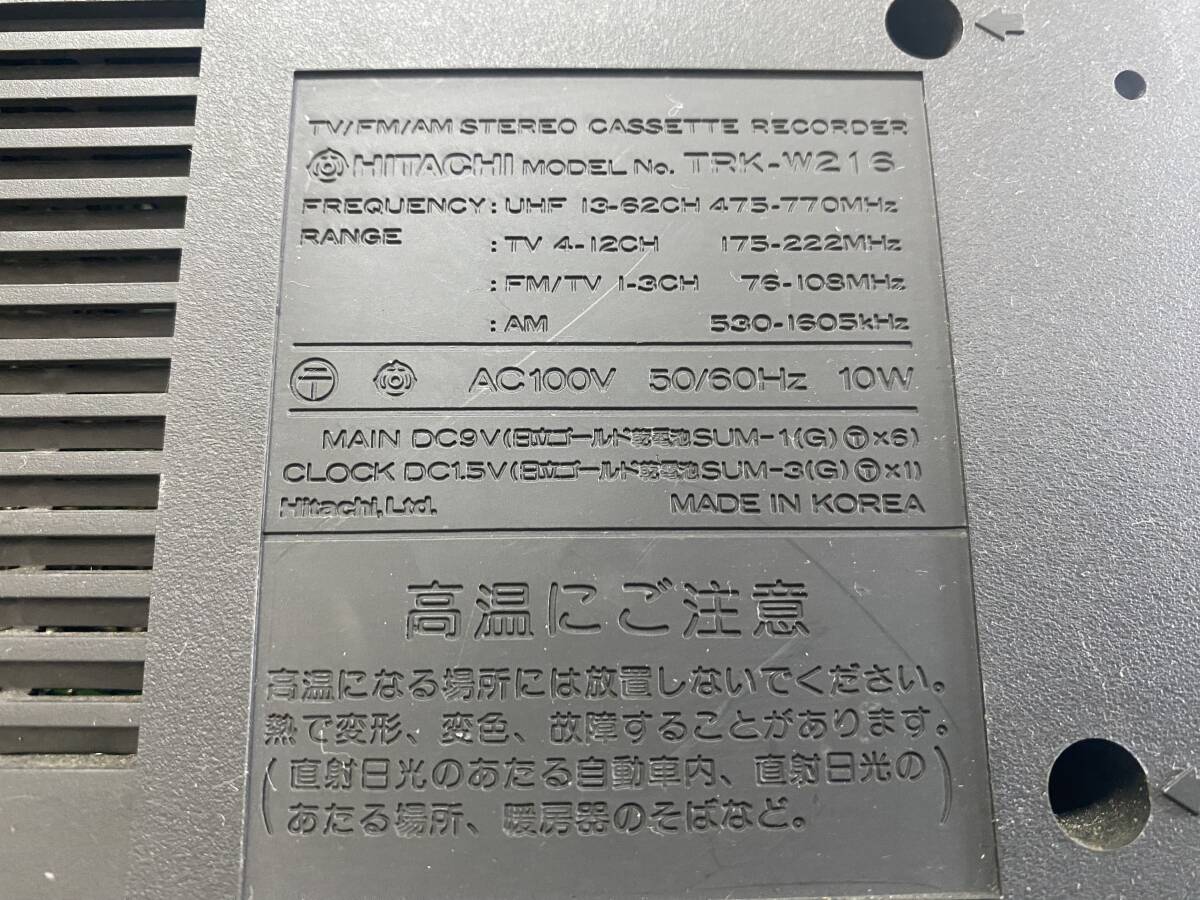 TV/FM/AM STEREO CASSETTE RECORDER
HITACHI MODEL No. TRK-W216
FREQUENCY: UHF 13-62CH 475-770MHz
RANGE : TV 4-12CH 175-222MHz
: FM/TV 1-3CH 76-108MHz
: AM 530-1605kHz
〒 AC100V 50/60Hz 10W
MAIN DC9V(日立ゴールド乾電池SUM-1(G) Ⓣ×6)
CLOCK DC1.5V(日立ゴールド乾電池SUM-3(G) Ⓣ×1)
Hitachi, Ltd. MADE IN KOREA
高温にご注意
高温になる場所には放置しないでください。
熱で変形、変色、故障することがあります。
(直射日光のあたる自動車内、直射日光の
あたる場所、暖房器のそばなど。)